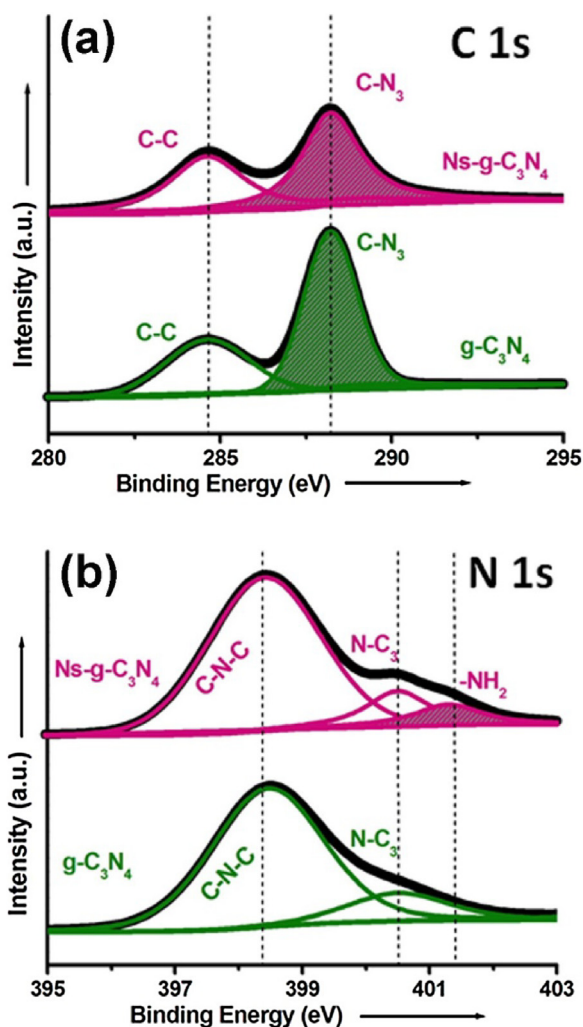 (a)
C 1s
C-N₃
C-C
Ns-g-C₃N₄
C-N₃
C-C
g-C₃N₄
Intensity (a.u.)
280 285 290 295
Binding Energy (eV)
(b)
N 1s
N-C₃
-NH₂
Ns-g-C₃N₄
C-N-C
N-C₃
g-C₃N₄
C-N-C
Intensity (a.u.)
395 397 399 401 403
Binding Energy (eV)